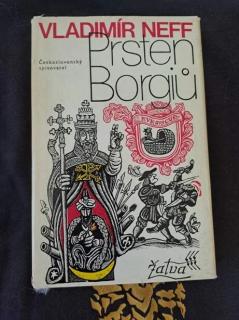 VLADIMÍR NEFF
Prsten
Československý
spisovatel
Borgiů
žatva